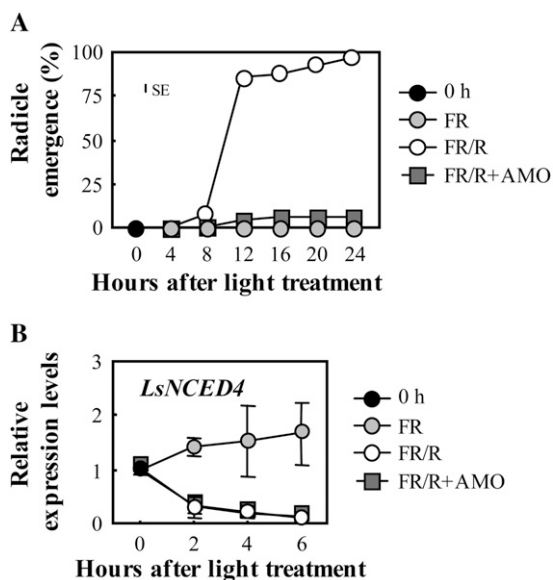 A
Radicle
emergence (%)
100
75
50
25
0
SE
0 4 8 12 16 20 24
Hours after light treatment
0 h
FR
FR/R
FR/R+AMO
B
Relative
expression levels
3
2
1
0
LsNCED4
0 2 4 6
Hours after light treatment
0 h
FR
FR/R
FR/R+AMO